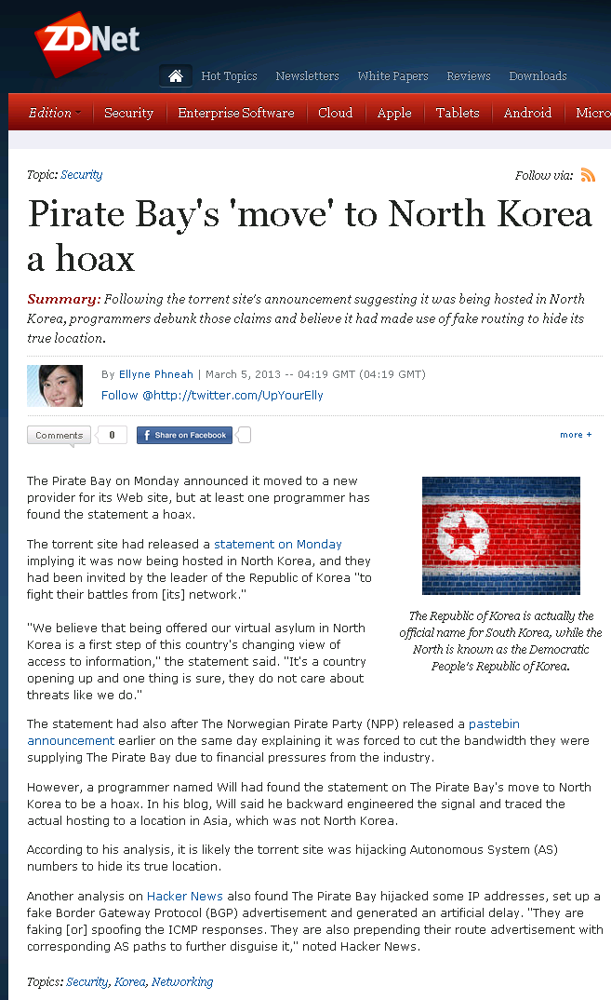 ZDNet
Hot Topics Newsletters White Papers Reviews Downloads
Edition Security Enterprise Software Cloud Apple Tablets Android Micro
Topic: Security
Follow via:
Pirate Bay's 'move' to North Korea
a hoax
Summary: Following the torrent site's announcement suggesting it was being hosted in North
Korea, programmers debunk those claims and believe it had made use of fake routing to hide its
true location.
By Ellyne Phneah | March 5, 2013 -- 04:19 GMT (04:19 GMT)
Follow @http://twitter.com/UpYourElly
Comments 0 f Share on Facebook
more +
The Pirate Bay on Monday announced it moved to a new
provider for its Web site, but at least one programmer has
found the statement a hoax.
The torrent site had released a statement on Monday
implying it was now being hosted in North Korea, and they
had been invited by the leader of the Republic of Korea "to
fight their battles from [its] network."
"We believe that being offered our virtual asylum in North
Korea is a first step of this country's changing view of
access to information," the statement said. "It's a country
opening up and one thing is sure, they do not care about
threats like we do."
The Republic of Korea is actually the
official name for South Korea, while the
North is known as the Democratic
People's Republic of Korea.
The statement had also after The Norwegian Pirate Party (NPP) released a pastebin
announcement earlier on the same day explaining it was forced to cut the bandwidth they were
supplying The Pirate Bay due to financial pressures from the industry.
However, a programmer named Will had found the statement on The Pirate Bay's move to North
Korea to be a hoax. In his blog, Will said he backward engineered the signal and traced the
actual hosting to a location in Asia, which was not North Korea.
According to his analysis, it is likely the torrent site was hijacking Autonomous System (AS)
numbers to hide its true location.
Another analysis on Hacker News also found The Pirate Bay hijacked some IP addresses, set up a
fake Border Gateway Protocol (BGP) advertisement and generated an artificial delay. "They are
faking [or] spoofing the ICMP responses. They are also prepending their route advertisement with
corresponding AS paths to further disguise it," noted Hacker News.
Topics: Security, Korea, Networking